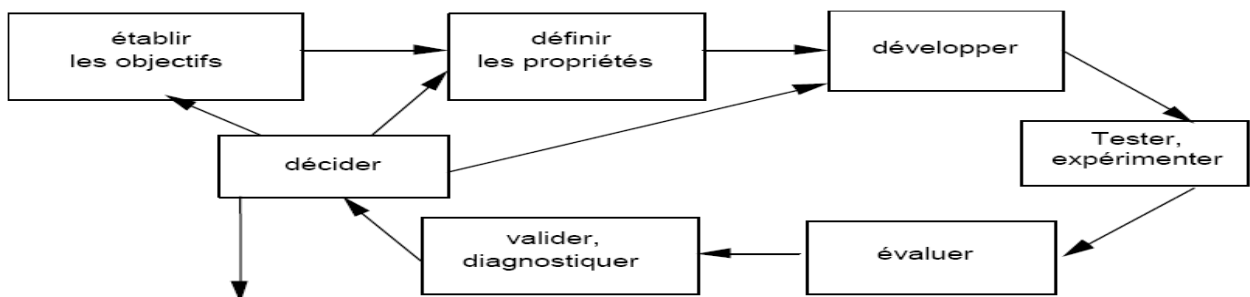 établir
les objectifs
définir
les propriétés
développer
décider
Tester,
expérimenter
valider,
diagnostiquer
évaluer